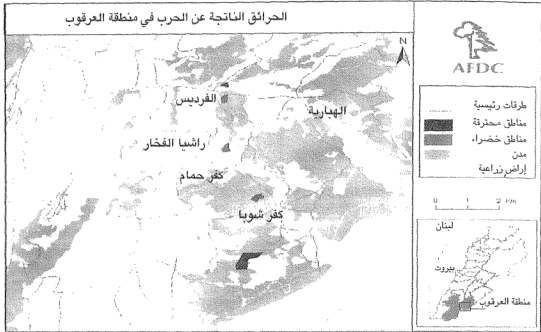 الحرائق الناتجة عن الحرب في منطقة العرقوب
N
AFDC
الفرديس
الهبارية
راشيا الفخار
كفر حمام
كفر شوبا
طرقات رئيسية
مناطق محترقة
مناطق خضراء
مدن
إراض زراعية
0 1 2 Km
لبنان
بيروت
منطقة العرقوب